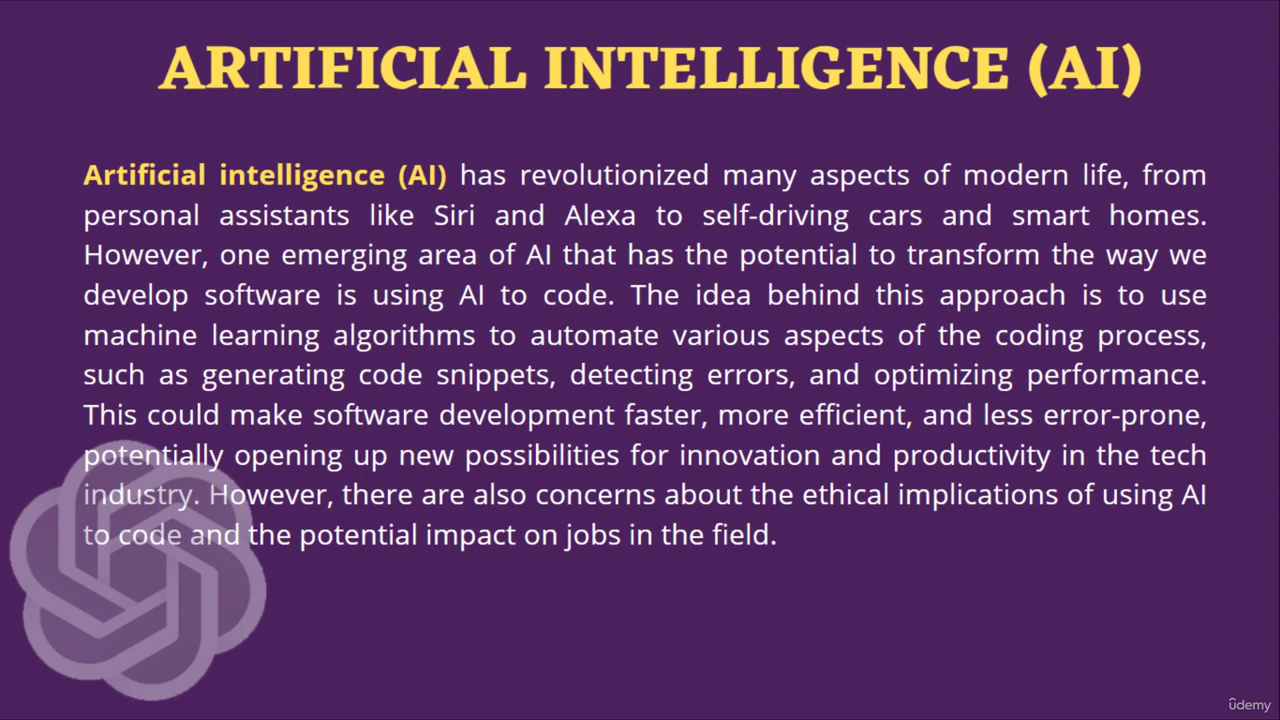 ARTIFICIAL INTELLIGENCE (AI)
Artificial intelligence (AI) has revolutionized many aspects of modern life, from
personal assistants like Siri and Alexa to self-driving cars and smart homes.
However, one emerging area of AI that has the potential to transform the way we
develop software is using AI to code. The idea behind this approach is to use
machine learning algorithms to automate various aspects of the coding process,
such as generating code snippets, detecting errors, and optimizing performance.
This could make software development faster, more efficient, and less error-prone,
potentially opening up new possibilities for innovation and productivity in the tech
industry. However, there are also concerns about the ethical implications of using AI
to code and the potential impact on jobs in the field.
udemy